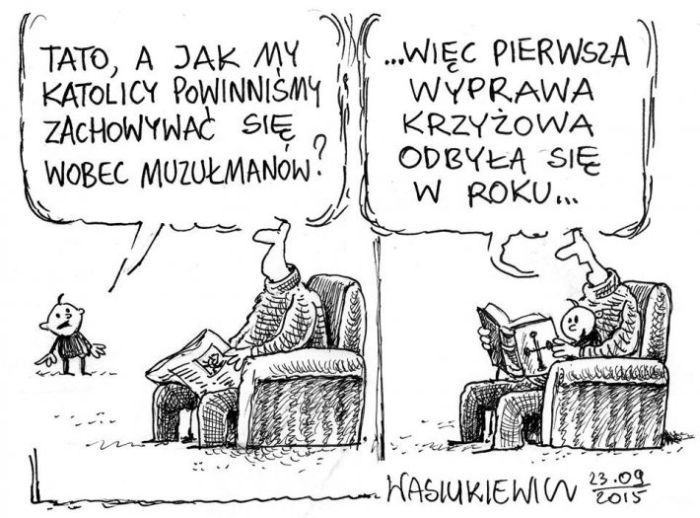 TATO, A JAK MY
KATOLICY POWINNIŚMY
ZACHOWYWAĆ SIĘ
WOBEC MUZUŁMANÓW?
...WIĘC PIERWSZA
WYPRAWA
KRZYŻOWA
ODBYŁA SIĘ
W ROKU...
WASIUKIEWICZ 23.09
2015